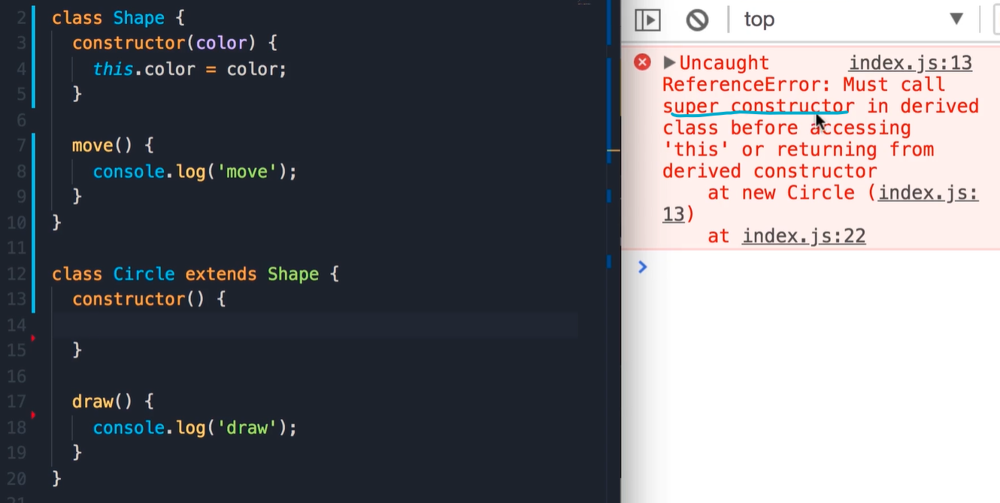 2 class Shape {
3 constructor(color) {
4 this.color = color;
5 }
6
7 move() {
8 console.log('move');
9 }
10 }
11
12 class Circle extends Shape {
13 constructor() {
14
15 }
16
17 draw() {
18 console.log('draw');
19 }
20 }
top ▼
▶Uncaught index.js:13
ReferenceError: Must call
super constructor in derived
class before accessing
'this' or returning from
derived constructor
at new Circle (index.js:
13)
at index.js:22
>